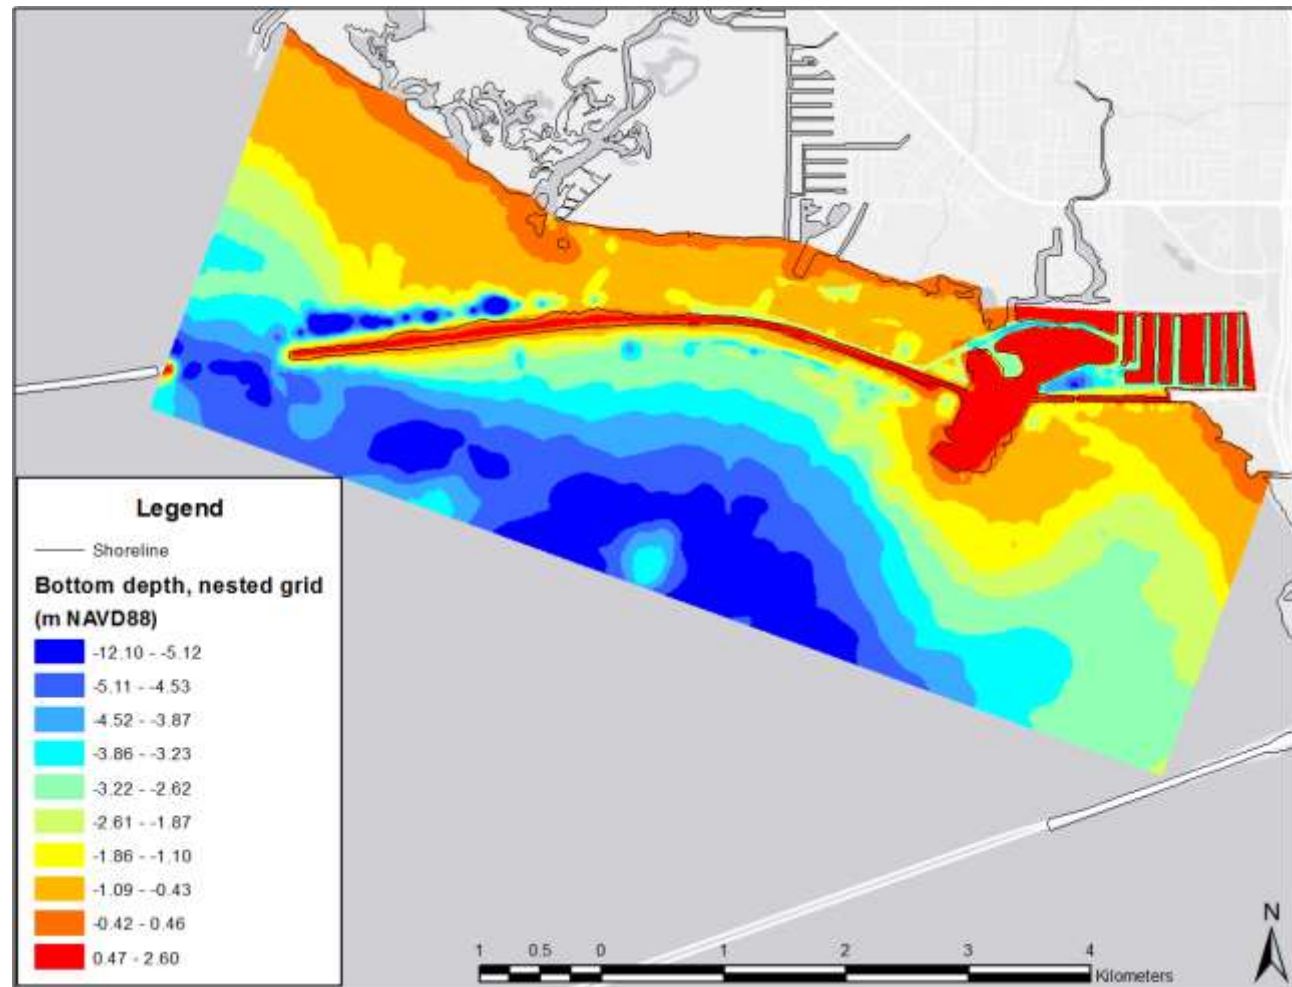 Legend
Shoreline
Bottom depth, nested grid
(m NAVD88)
-12.10 - -5.12
-5.11 - -4.53
-4.52 - -3.87
-3.86 - -3.23
-3.22 - -2.62
-2.61 - -1.87
-1.86 - -1.10
-1.09 - -0.43
-0.42 - 0.46
0.47 - 2.60
N
1 0.5 0 1 2 3 4
Kilometers